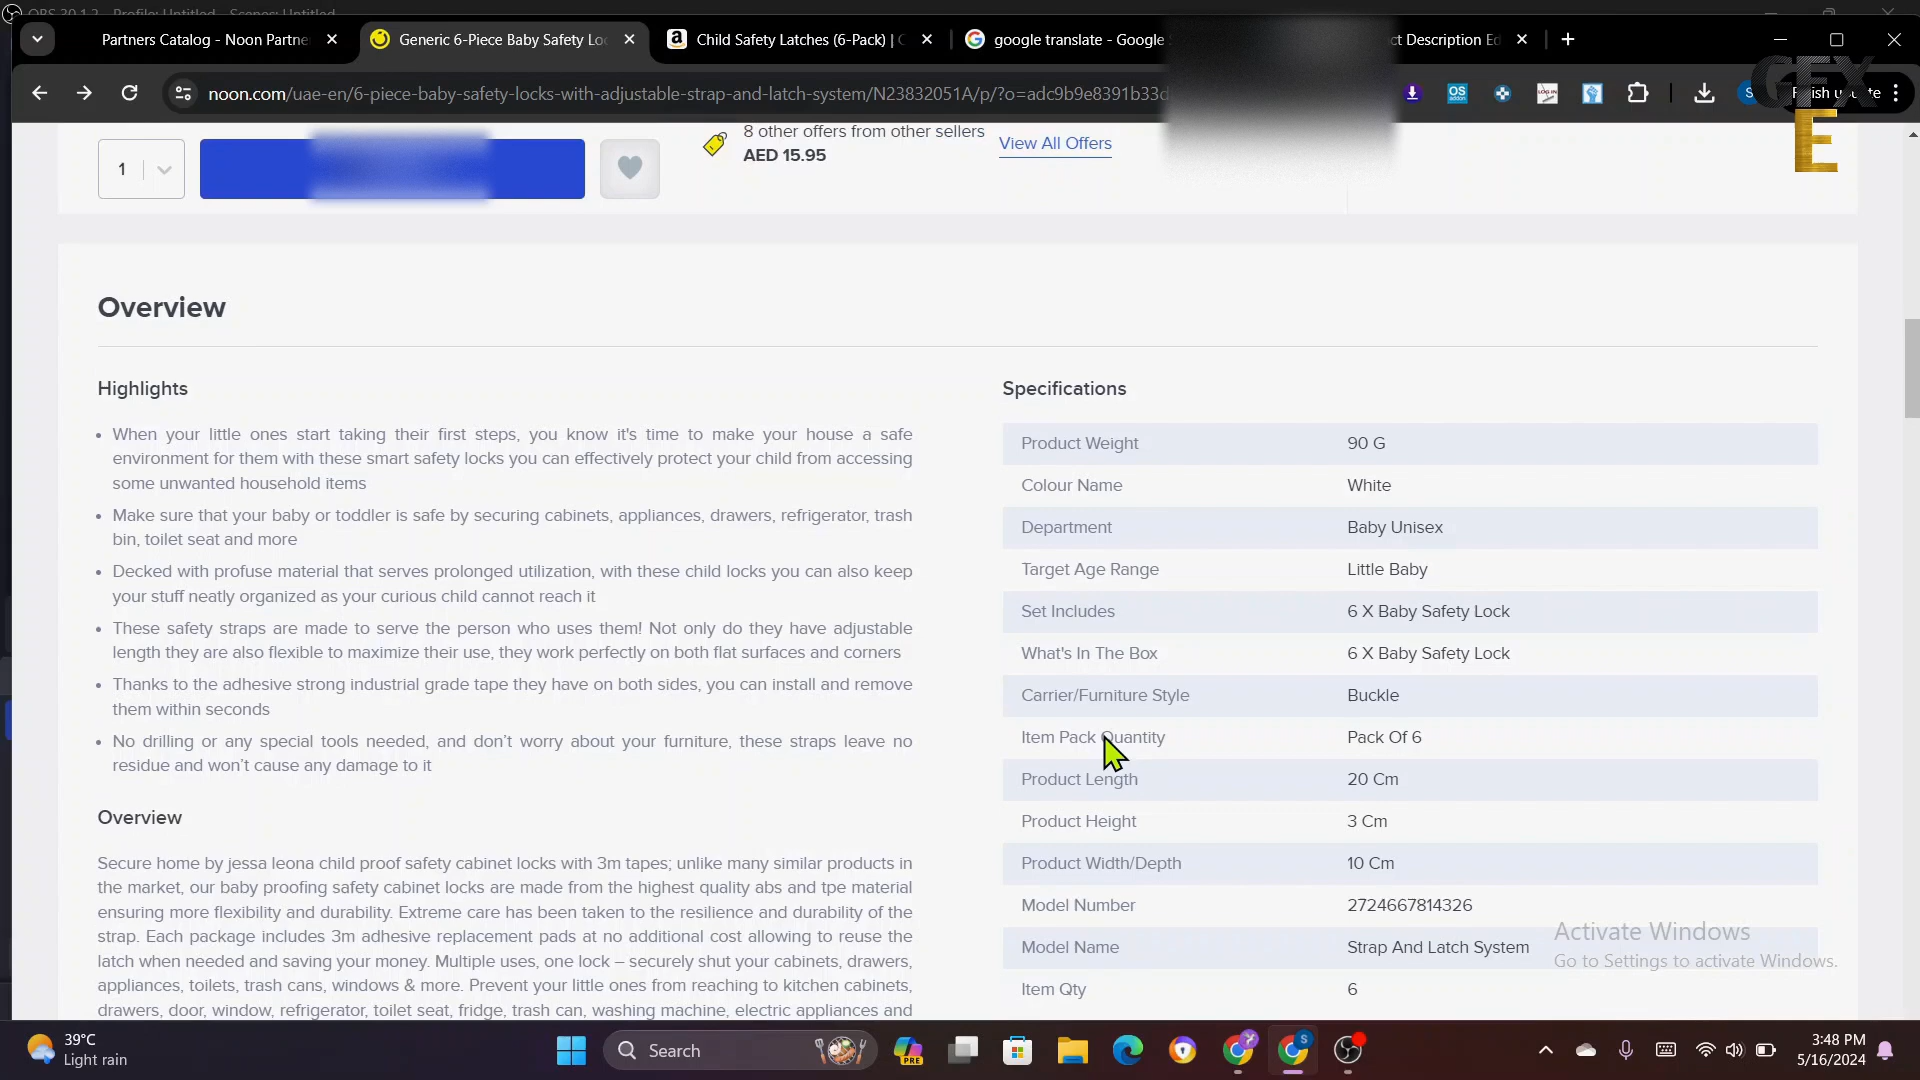 OBS 30.1.2 - Profile: Untitled - Scenes: Untitled
Partners Catalog - Noon Partne
Generic 6-Piece Baby Safety Lo
Child Safety Latches (6-Pack) | C
google translate - Google S
ct Description Ed
noon.com/uae-en/6-piece-baby-safety-locks-with-adjustable-strap-and-latch-system/N23832051A/p/?o=adc9b9e8391b33d
OS
LOG IN
S
GFX
E
1
8 other offers from other sellers
AED 15.95
View All Offers
Overview
Highlights
When your little ones start taking their first steps, you know it's time to make your house a safe
environment for them with these smart safety locks you can effectively protect your child from accessing
some unwanted household items
Make sure that your baby or toddler is safe by securing cabinets, appliances, drawers, refrigerator, trash
bin, toilet seat and more
Decked with profuse material that serves prolonged utilization, with these child locks you can also keep
your stuff neatly organized as your curious child cannot reach it
These safety straps are made to serve the person who uses them! Not only do they have adjustable
length they are also flexible to maximize their use, they work perfectly on both flat surfaces and corners
Thanks to the adhesive strong industrial grade tape they have on both sides, you can install and remove
them within seconds
No drilling or any special tools needed, and don’t worry about your furniture, these straps leave no
residue and won’t cause any damage to it
Overview
Secure home by jessa leona child proof safety cabinet locks with 3m tapes; unlike many similar products in
the market, our baby proofing safety cabinet locks are made from the highest quality abs and tpe material
ensuring more flexibility and durability. Extreme care has been taken to the resilience and durability of the
strap. Each package includes 3m adhesive replacement pads at no additional cost allowing to reuse the
latch when needed and saving your money. Multiple uses, one lock – securely shut your cabinets, drawers,
appliances, toilets, trash cans, windows & more. Prevent your little ones from reaching to kitchen cabinets,
drawers, door, window, refrigerator, toilet seat, fridge, trash can, washing machine, electric appliances and
Specifications
Product Weight 90 G
Colour Name White
Department Baby Unisex
Target Age Range Little Baby
Set Includes 6 X Baby Safety Lock
What's In The Box 6 X Baby Safety Lock
Carrier/Furniture Style Buckle
Item Pack Quantity Pack Of 6
Product Length 20 Cm
Product Height 3 Cm
Product Width/Depth 10 Cm
Model Number 2724667814326
Model Name Strap And Latch System
Item Qty 6
Activate Windows
Go to Settings to activate Windows.
39°C
Light rain
Search
PRE
S
3:48 PM
5/16/2024